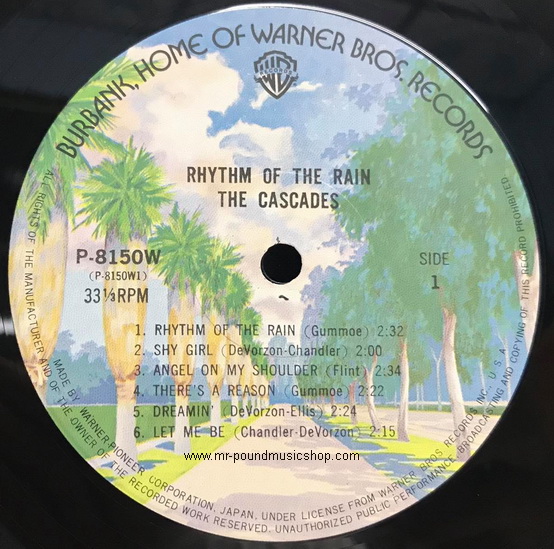 BURBANK, HOME OF WARNER BROS. RECORDS
RECORDS
RHYTHM OF THE RAIN
THE CASCADES
P-8150W
(P-8150W1)
33⅓RPM
SIDE
1
1. RHYTHM OF THE RAIN (Gummoe) 2:32
2. SHY GIRL (DeVorzon-Chandler) 2:00
3. ANGEL ON MY SHOULDER (Flint) 2:34
4. THERE'S A REASON (Gummoe) 2:22
5. DREAMIN' (DeVorzon-Ellis) 2:24
6. LET ME BE (Chandler-DeVorzon) 2:15
www.mr-poundmusicshop.com
MADE BY WARNER-PIONEER CORPORATION, JAPAN, UNDER LICENSE FROM WARNER BROS RECORDS INC., U.S.A.
ALL RIGHTS OF THE MANUFACTURER AND OF THE OWNER OF THE RECORDED WORK RESERVED. UNAUTHORIZED PUBLIC PERFORMANCE, BROADCASTING AND COPYING OF THIS RECORD PROHIBITED.